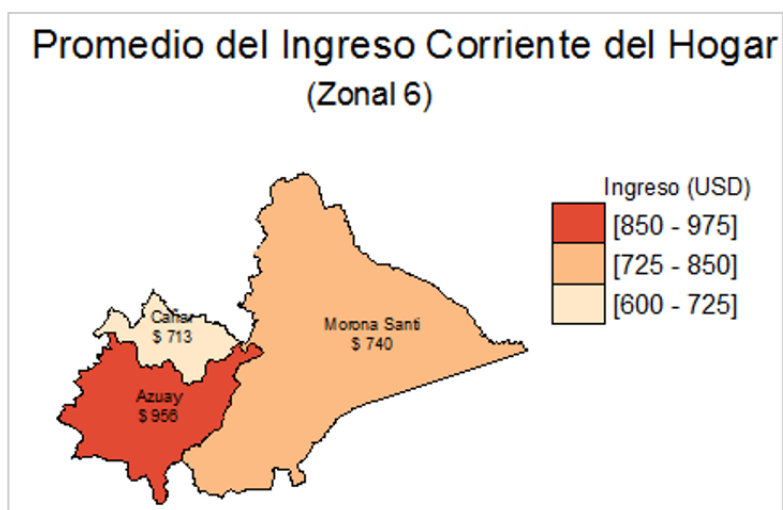 Promedio del Ingreso Corriente del Hogar
(Zonal 6)
Ingreso (USD)
[850 - 975]
[725 - 850]
[600 - 725]
Cañar
$ 713
Morona Santi
$ 740
Azuay
$ 956